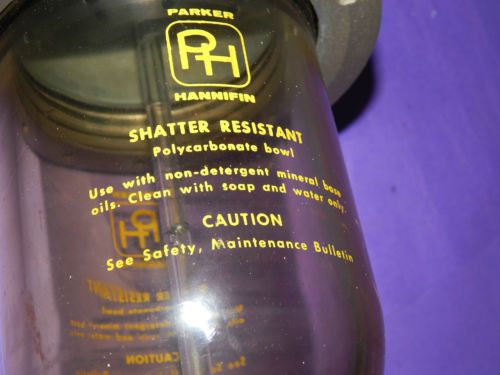 PARKER
PH
HANNIFIN
SHATTER RESISTANT
Polycarbonate bowl
Use with non-detergent mineral base
oils. Clean with soap and water only.
CAUTION
See Safety, Maintenance Bulletin